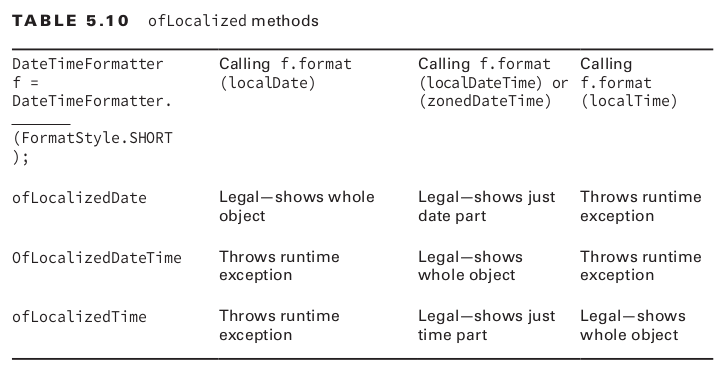 TABLE 5.10 ofLocalized methods
DateTimeFormatter
f =
DateTimeFormatter.
______
(FormatStyle.SHORT
);
Calling f.format
(localDate)
Calling f.format
(localDateTime) or
(zonedDateTime)
Calling
f.format
(localTime)
ofLocalizedDate
Legal—shows whole
object
Legal—shows just
date part
Throws runtime
exception
OfLocalizedDateTime
Throws runtime
exception
Legal—shows
whole object
Throws runtime
exception
ofLocalizedTime
Throws runtime
exception
Legal—shows just
time part
Legal—shows
whole object